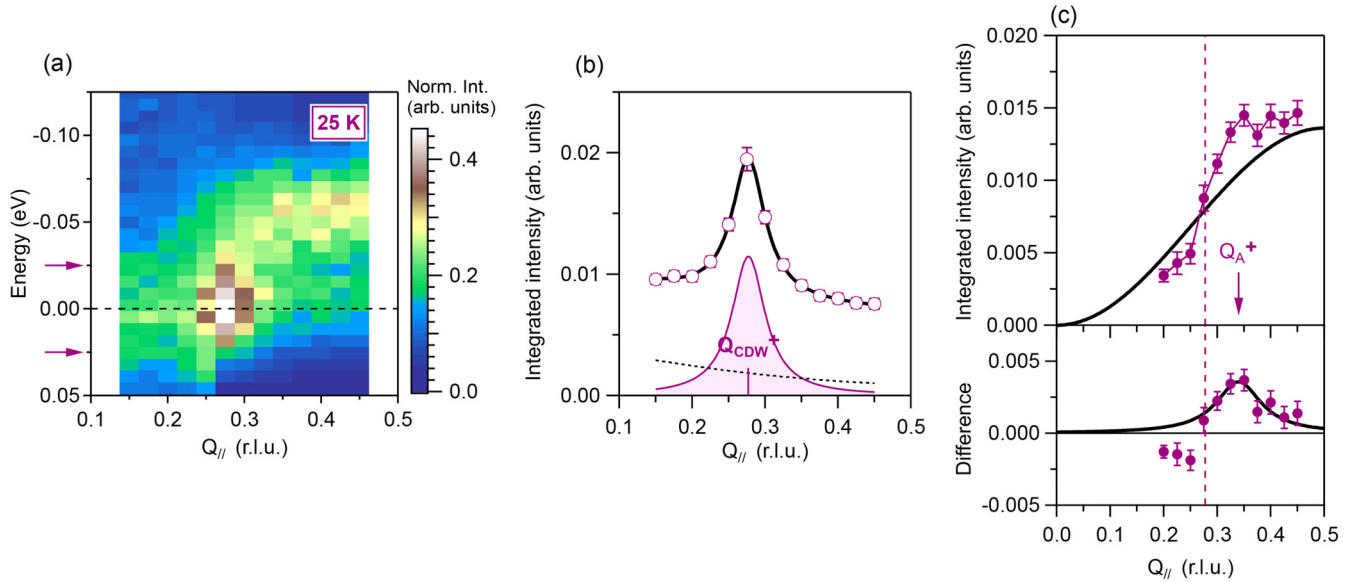 (a)
25 K
Norm. Int.
(arb. units)
0.4
0.2
0.0
-0.10
-0.05
0.00
0.05
Energy (eV)
0.1 0.2 0.3 0.4 0.5
Q// (r.l.u.)
(b)
Integrated intensity (arb. units)
0.02
0.01
0.00
QCDW+
0.1 0.2 0.3 0.4 0.5
Q// (r.l.u.)
(c)
Integrated intensity (arb. units)
0.020
0.015
0.010
0.005
0.000
QA+
Difference
0.005
0.000
-0.005
0.0 0.1 0.2 0.3 0.4 0.5
Q// (r.l.u.)